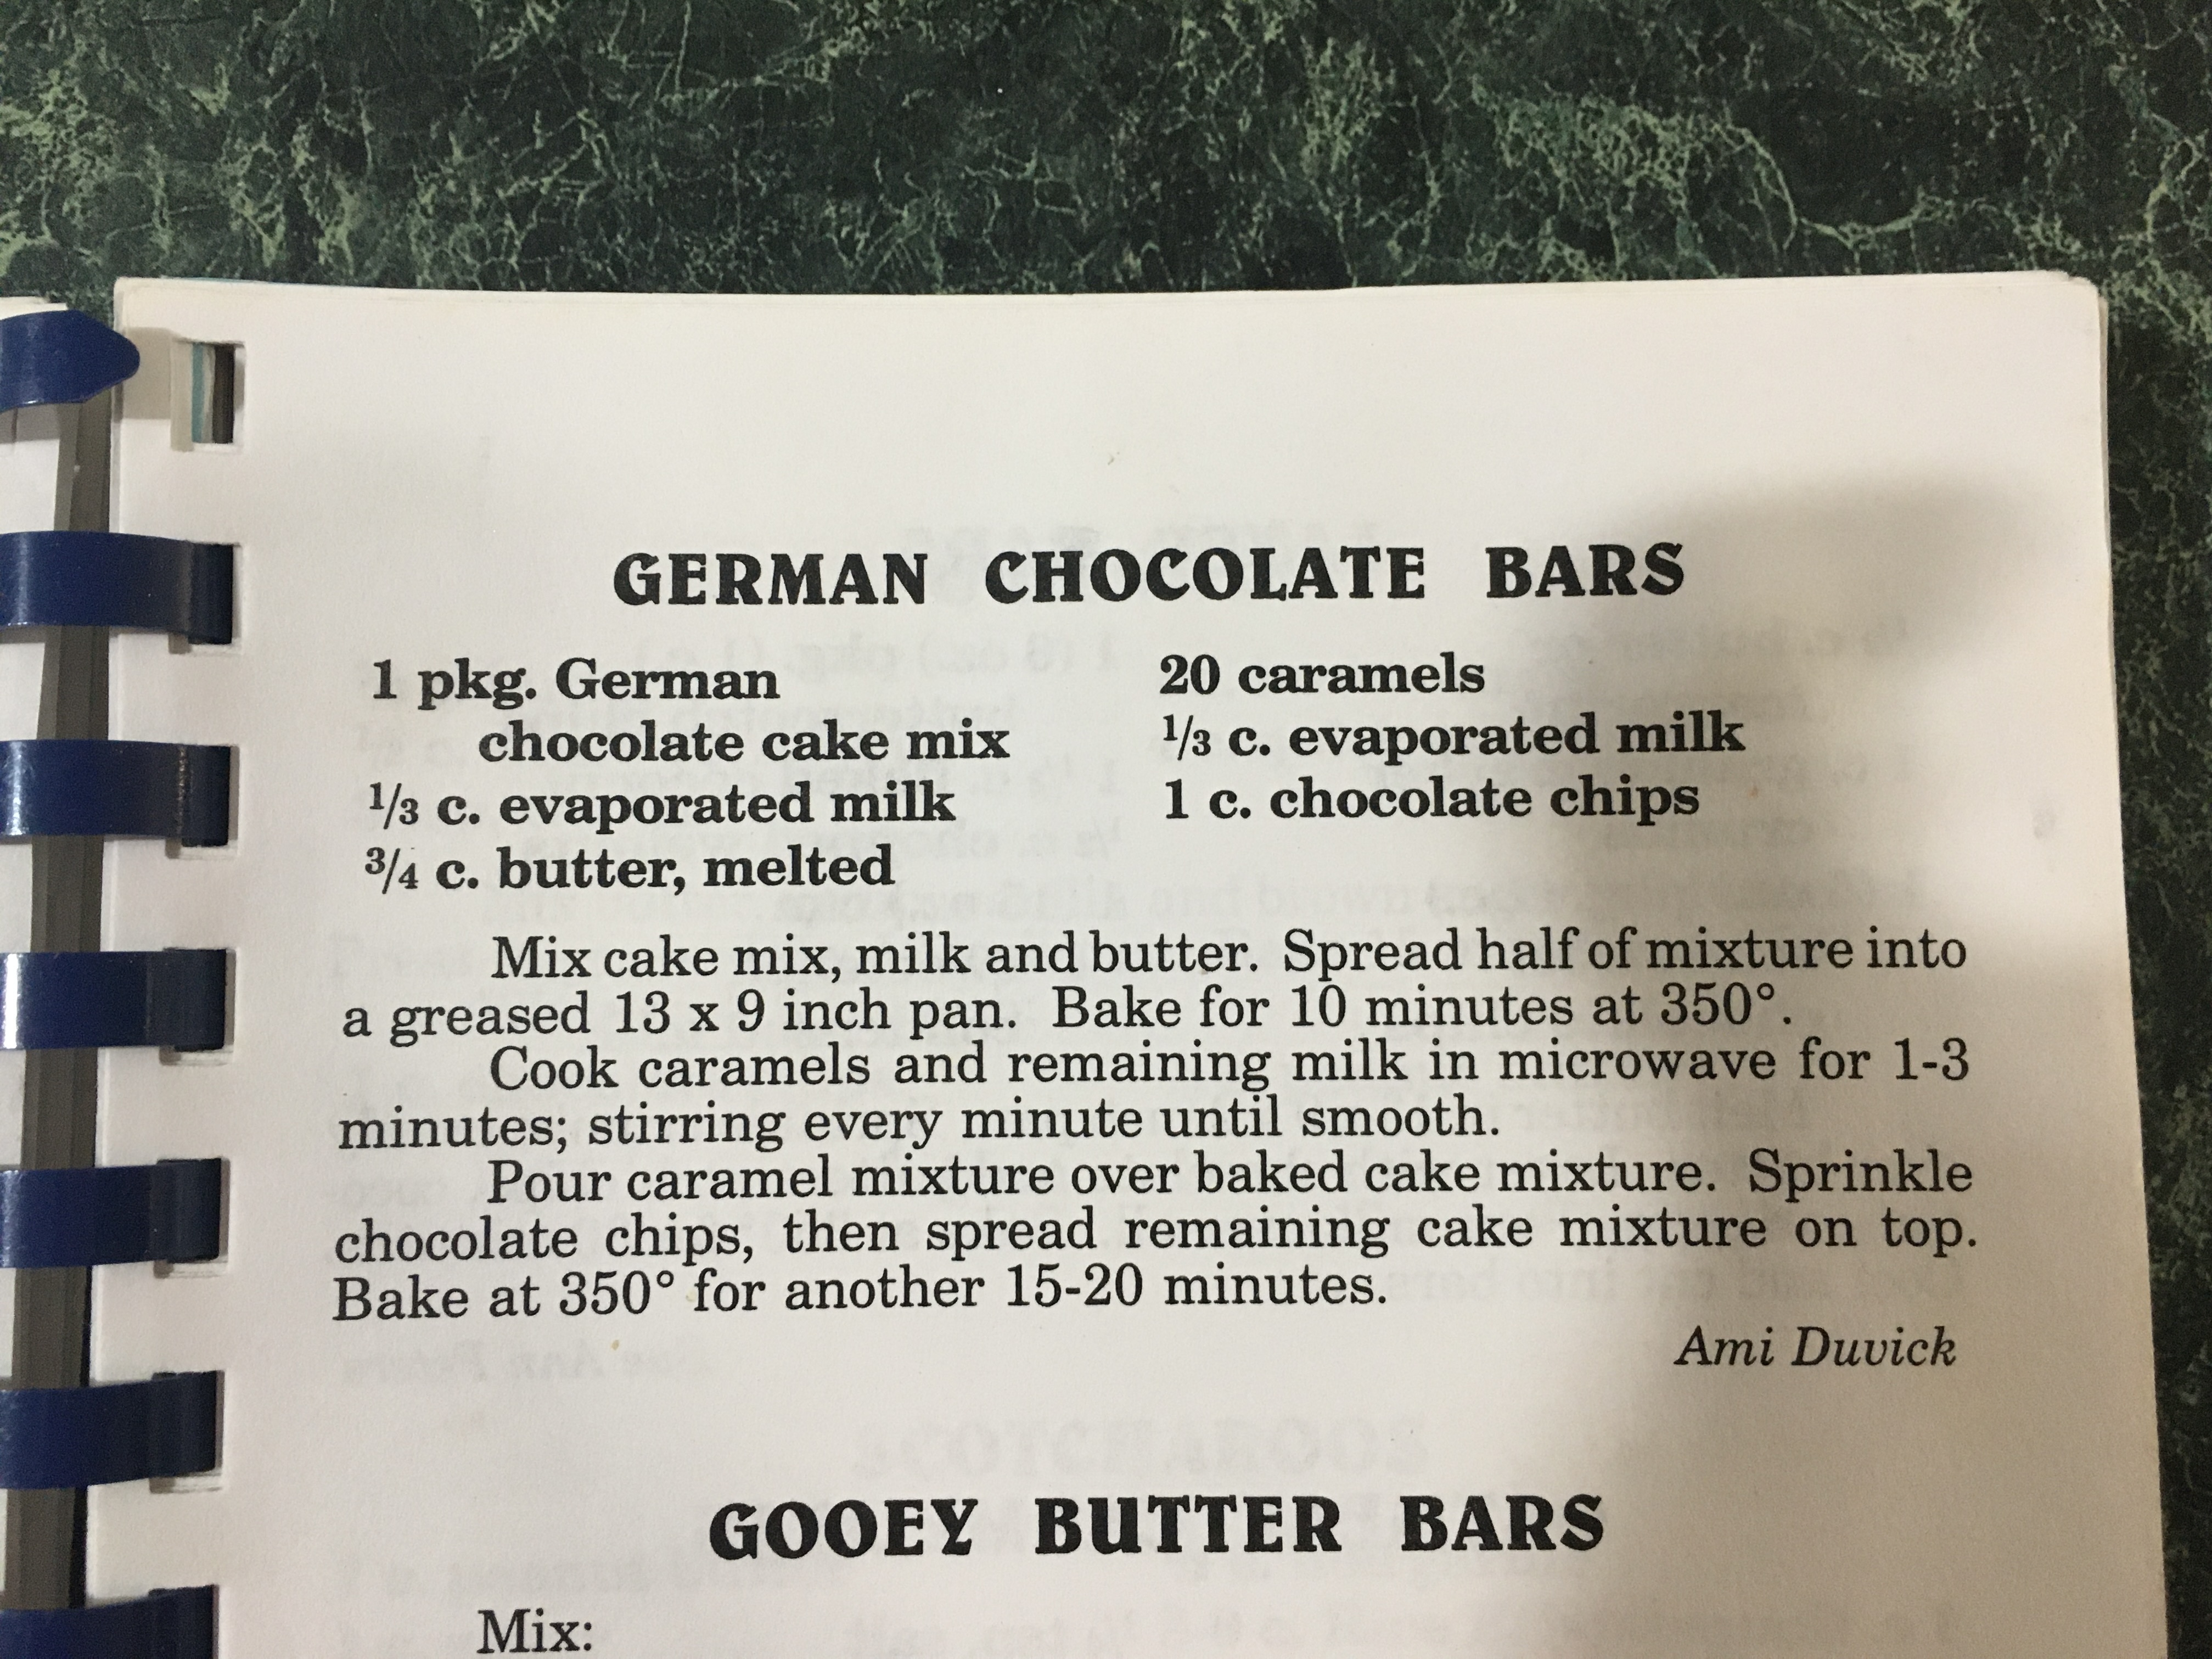 GERMAN CHOCOLATE BARS
1 pkg. German
chocolate cake mix
1/3 c. evaporated milk
3/4 c. butter, melted
20 caramels
1/3 c. evaporated milk
1 c. chocolate chips
Mix cake mix, milk and butter. Spread half of mixture into
a greased 13 x 9 inch pan. Bake for 10 minutes at 350°.
Cook caramels and remaining milk in microwave for 1-3
minutes; stirring every minute until smooth.
Pour caramel mixture over baked cake mixture. Sprinkle
chocolate chips, then spread remaining cake mixture on top.
Bake at 350° for another 15-20 minutes.
Ami Duvick
GOOEY BUTTER BARS
Mix: